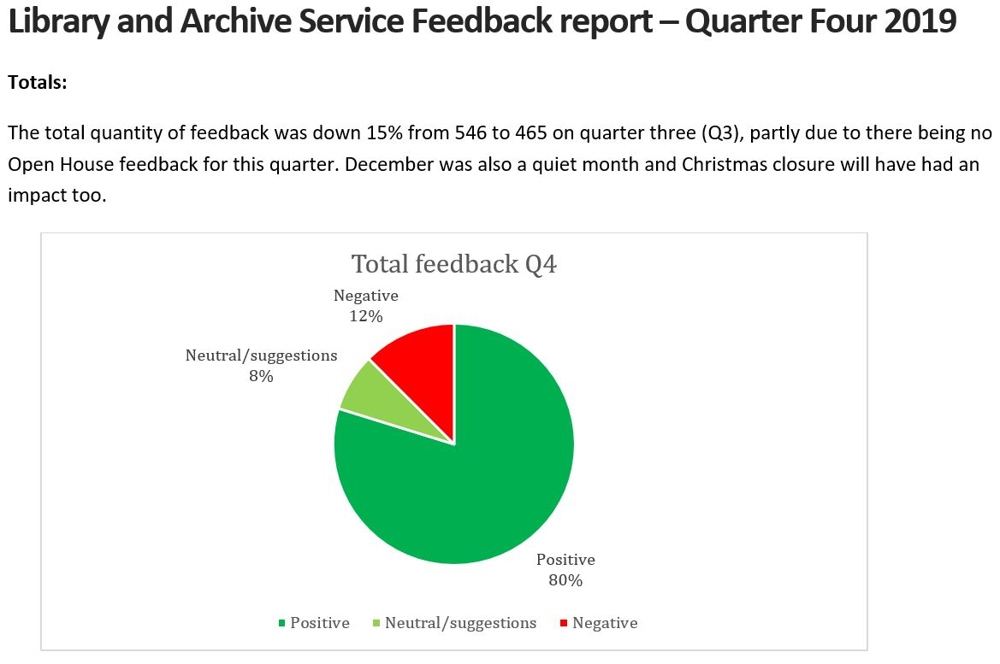 Library and Archive Service Feedback report – Quarter Four 2019
Totals:
The total quantity of feedback was down 15% from 546 to 465 on quarter three (Q3), partly due to there being no
Open House feedback for this quarter. December was also a quiet month and Christmas closure will have had an
impact too.
Total feedback Q4
Negative
12%
Neutral/suggestions
8%
Positive
80%
Positive Neutral/suggestions Negative